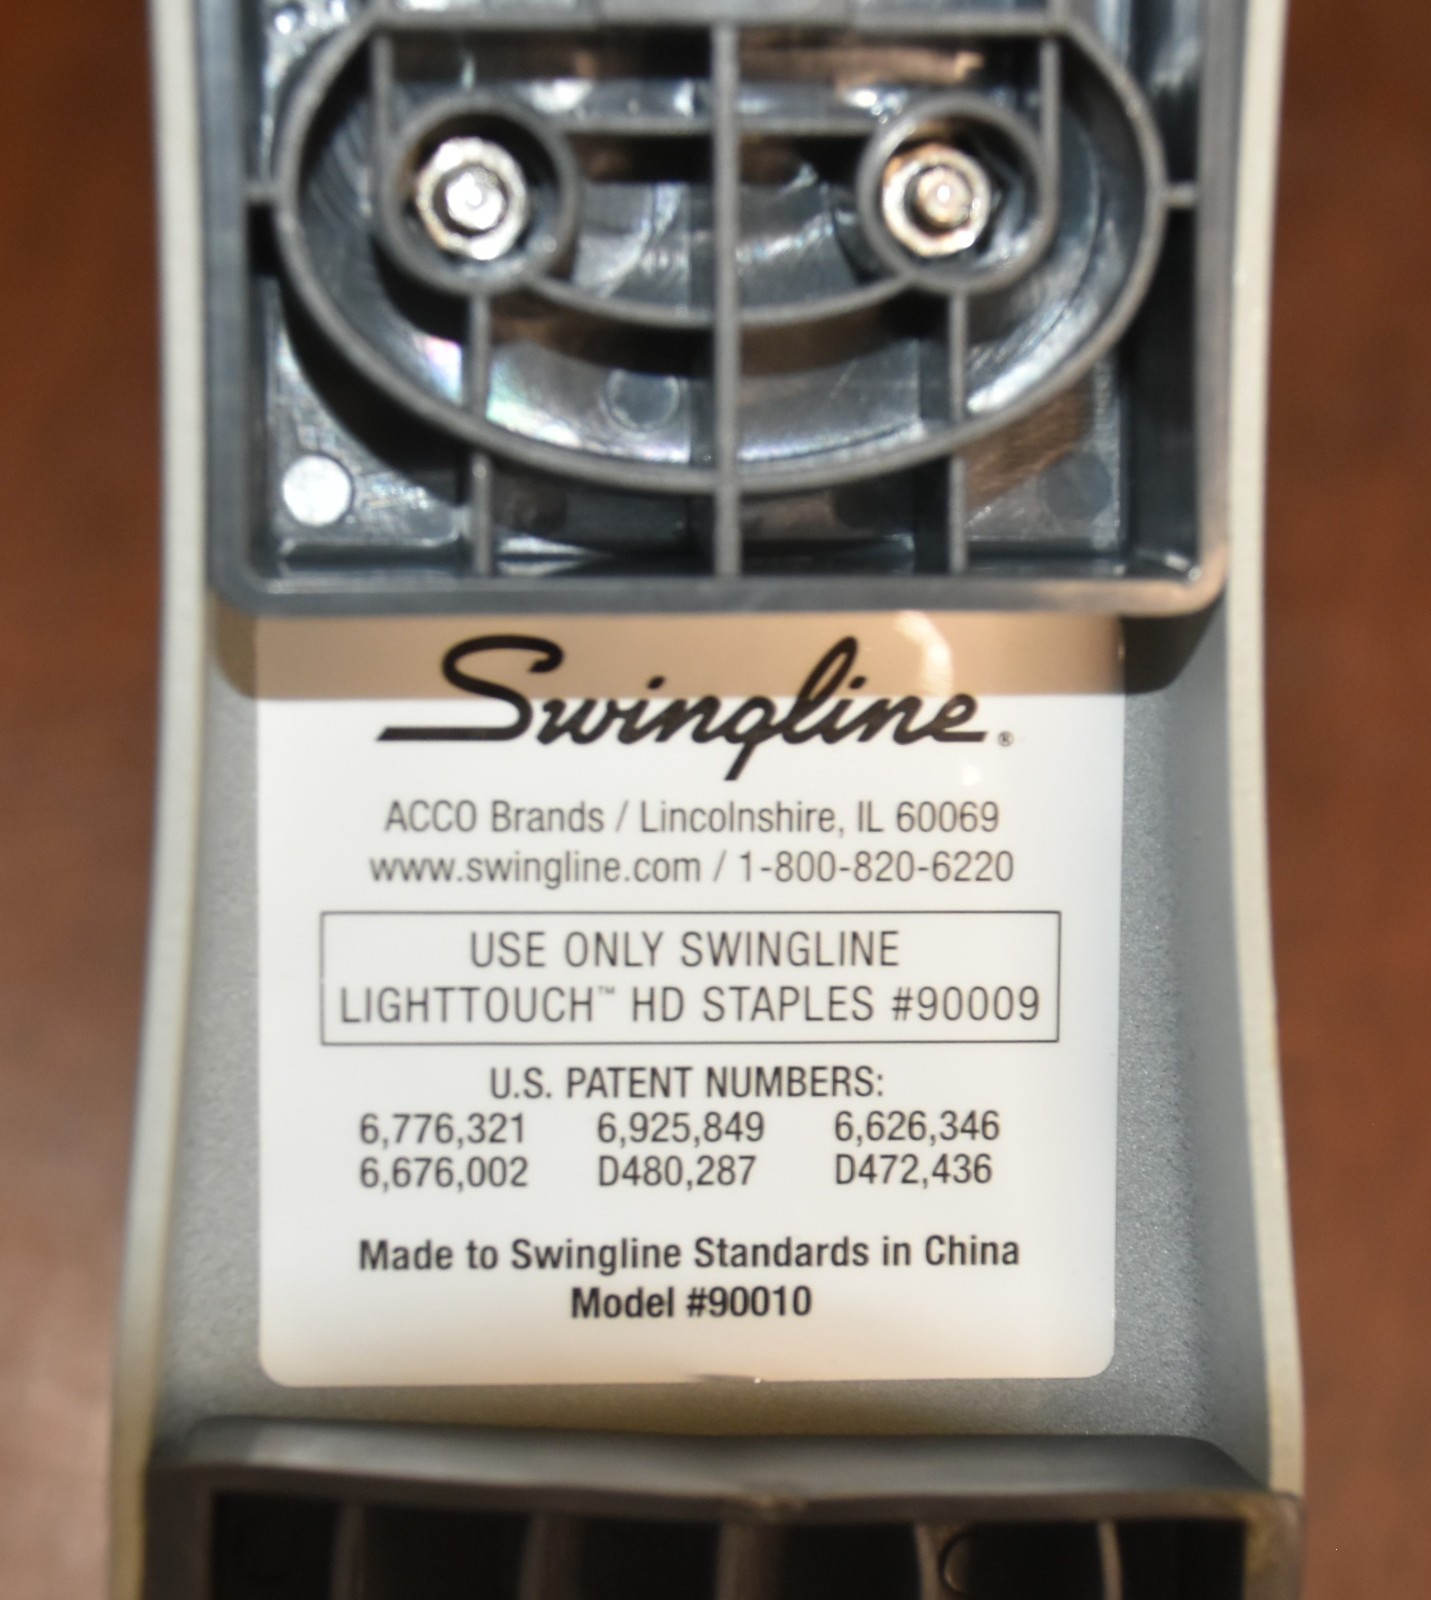 Swingline®
ACCO Brands / Lincolnshire, IL 60069
www.swingline.com / 1-800-820-6220
USE ONLY SWINGLINE
LIGHTTOUCH™ HD STAPLES #90009
U.S. PATENT NUMBERS:
6,776,321 6,925,849 6,626,346
6,676,002 D480,287 D472,436
Made to Swingline Standards in China
Model #90010